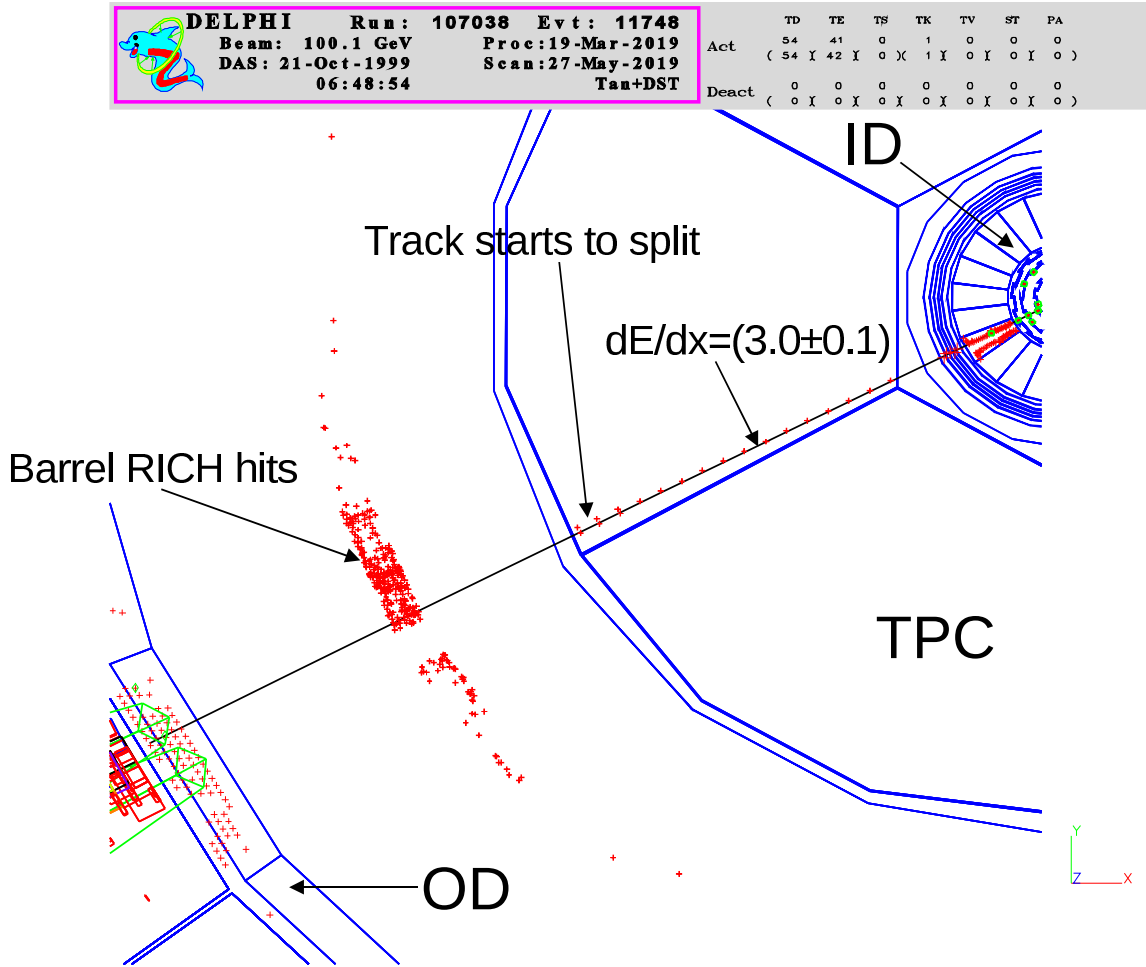 DELPHI Run: 107038 Evt: 11748
Beam: 100.1 GeV Proc:19-Mar-2019
DAS: 21-Oct-1999 Scan:27-May-2019
06:48:54 Tan+DST
TD TE TS TK TV ST PA
Act 54 41 0 1 0 0 0
( 54 )( 42 )( 0 )( 1 )( 0 )( 0 )( 0 )
Deact 0 0 0 0 0 0 0
( 0 )( 0 )( 0 )( 0 )( 0 )( 0 )( 0 )
ID
Track starts to split
dE/dx=(3.0±0.1)
Barrel RICH hits
TPC
OD
Y
Z X